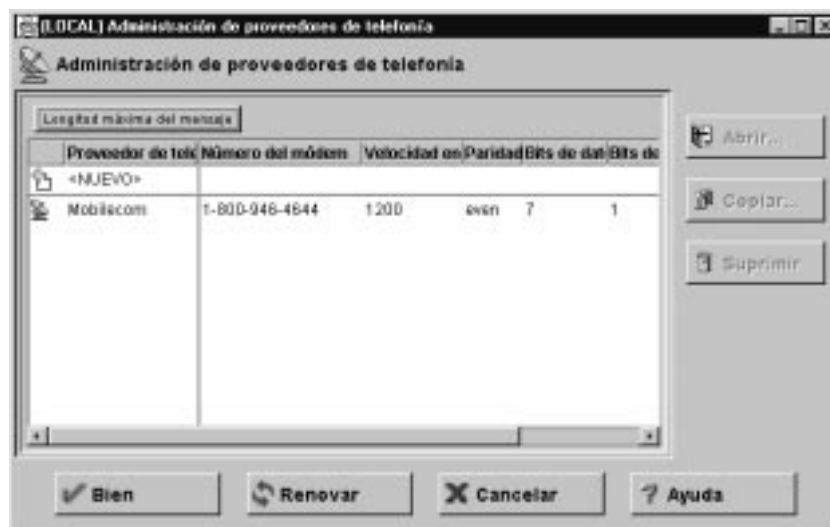 (LOCAL) Administración de proveedores de telefonía
Administración de proveedores de telefonía
Longitud máxima del mensaje
Proveedor de tele Número del módem Velocidad en Paridad Bits de dat Bits de
<NUEVO>
Mobilecom 1-800-946-4644 1200 even 7 1
Abrir...
Copiar...
Suprimir
Bien Renovar Cancelar Ayuda